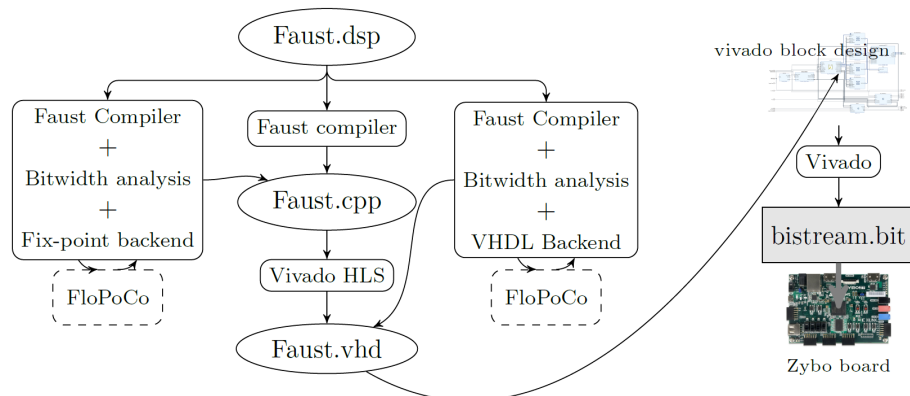 Faust.dsp
Faust Compiler
+
Bitwidth analysis
+
Fix-point backend
FloPoCo
Faust compiler
Faust.cpp
Vivado HLS
Faust.vhd
Faust Compiler
+
Bitwidth analysis
+
VHDL Backend
FloPoCo
vivado block design
Vivado
bistream.bit
Zybo board